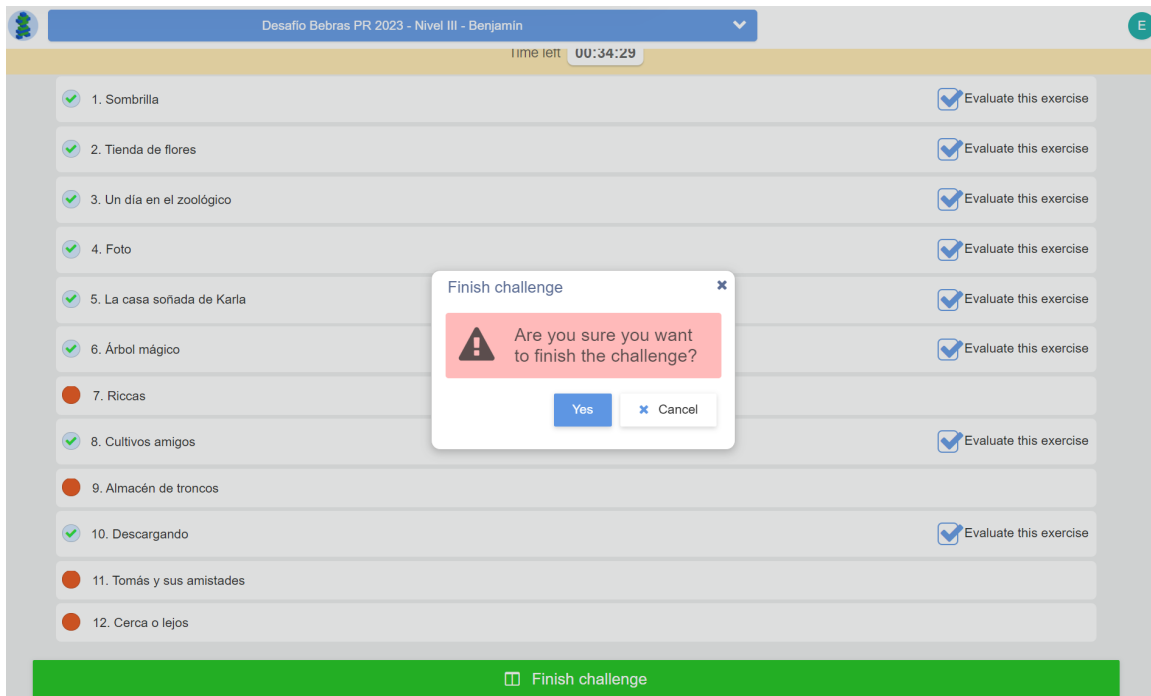 Desafío Bebras PR 2023 - Nivel III - Benjamín
E
Time left 00:34:29
1. Sombrilla Evaluate this exercise
2. Tienda de flores Evaluate this exercise
3. Un día en el zoológico Evaluate this exercise
4. Foto Evaluate this exercise
5. La casa soñada de Karla Evaluate this exercise
6. Árbol mágico Evaluate this exercise
7. Riccas
8. Cultivos amigos Evaluate this exercise
9. Almacén de troncos
10. Descargando Evaluate this exercise
11. Tomás y sus amistades
12. Cerca o lejos
Finish challenge
Are you sure you want
to finish the challenge?
Yes Cancel
Finish challenge